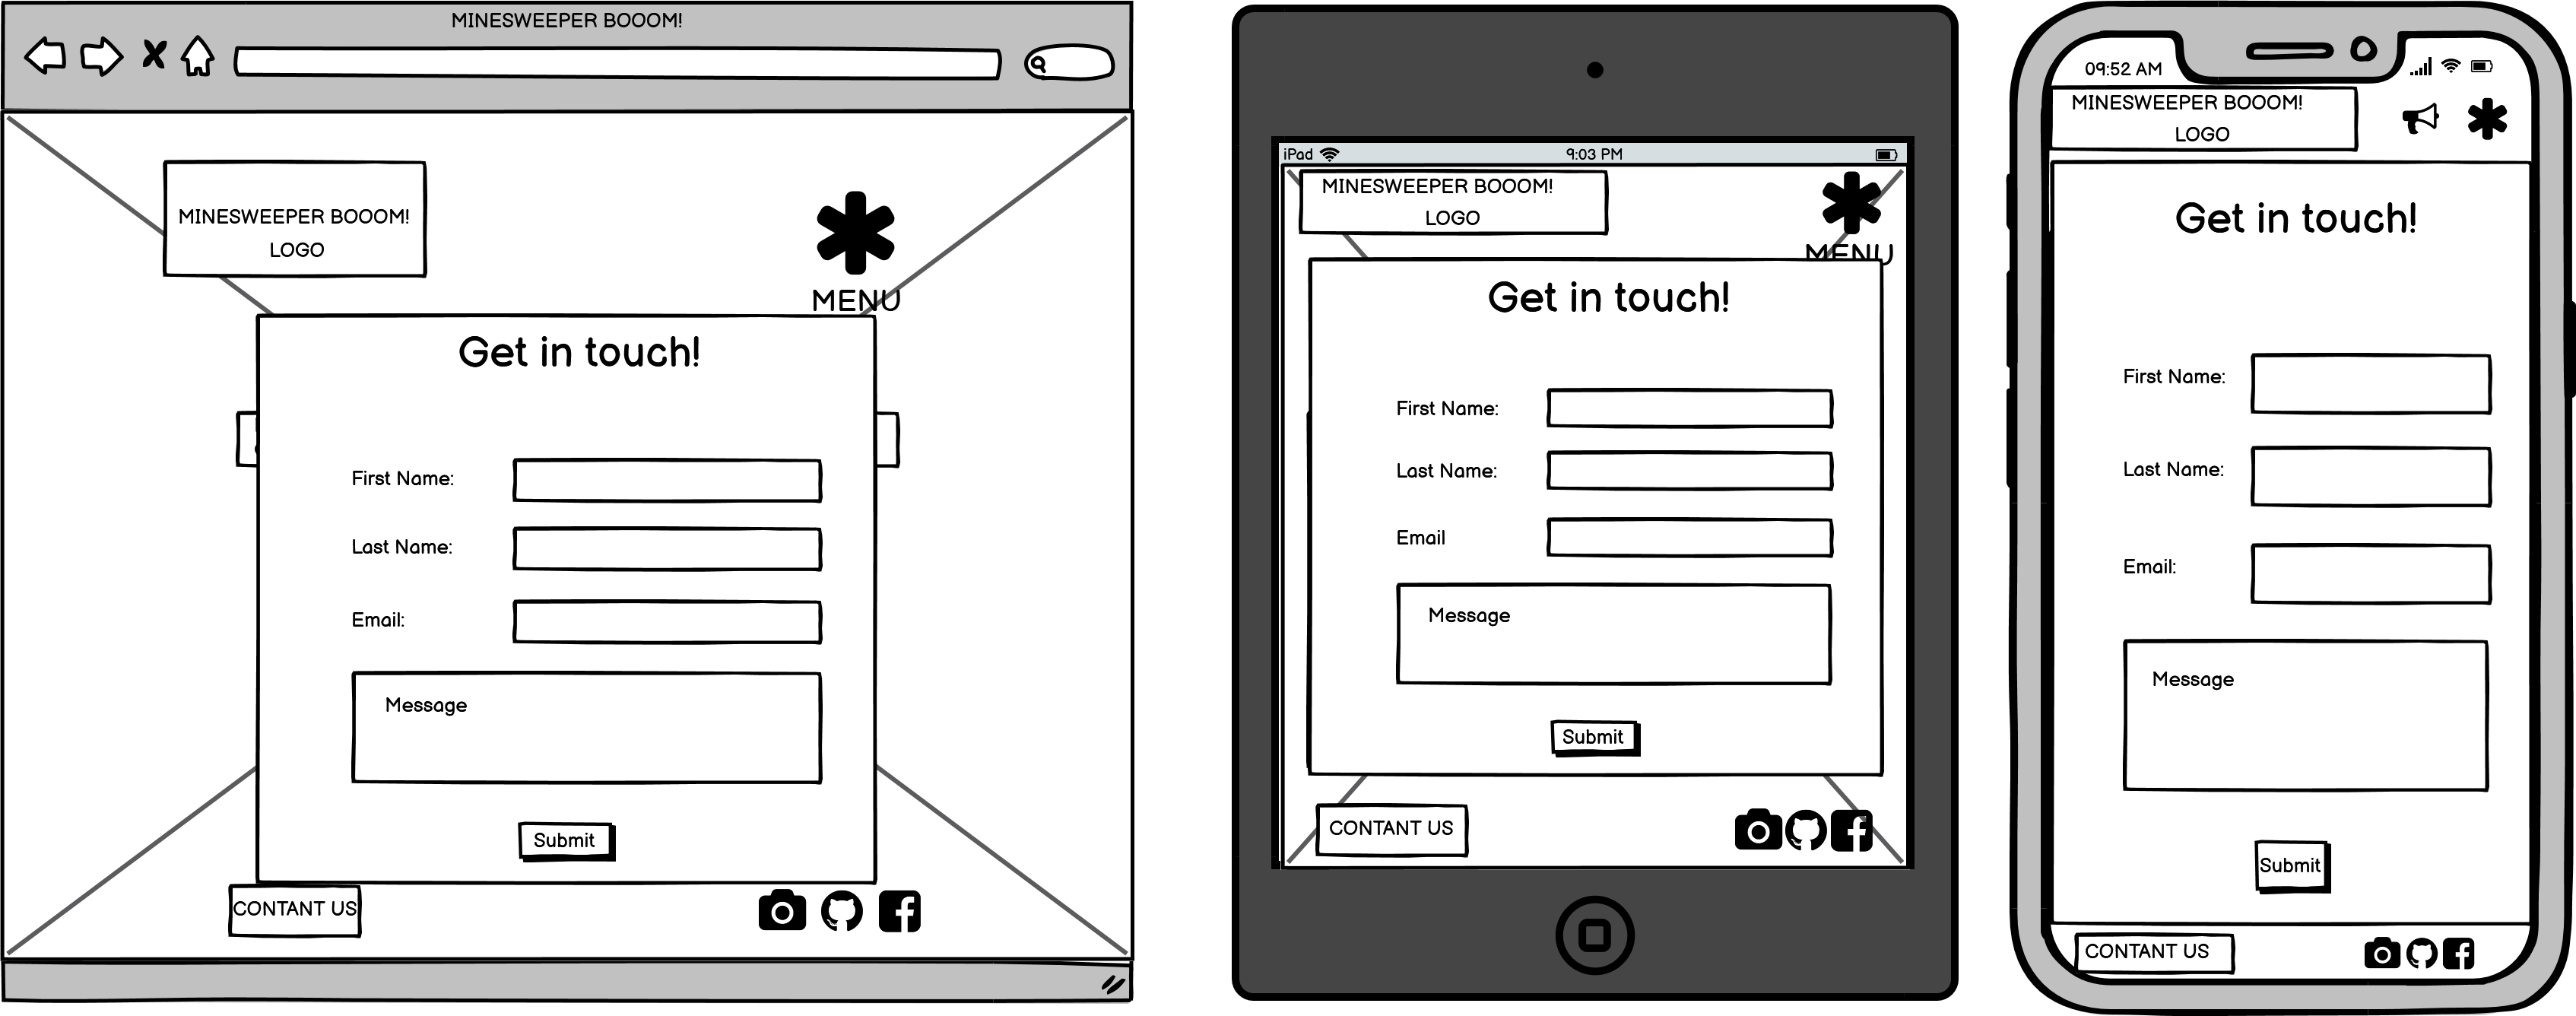 MINESWEEPER BOOOM!
MINESWEEPER BOOOM!
LOGO
MENU
Get in touch!
First Name:
Last Name:
Email:
Message
Submit
CONTANT US
iPad
9:03 PM
MINESWEEPER BOOOM!
LOGO
MENU
Get in touch!
First Name:
Last Name:
Email
Message
Submit
CONTANT US
09:52 AM
MINESWEEPER BOOOM!
LOGO
Get in touch!
First Name:
Last Name:
Email:
Message
Submit
CONTANT US